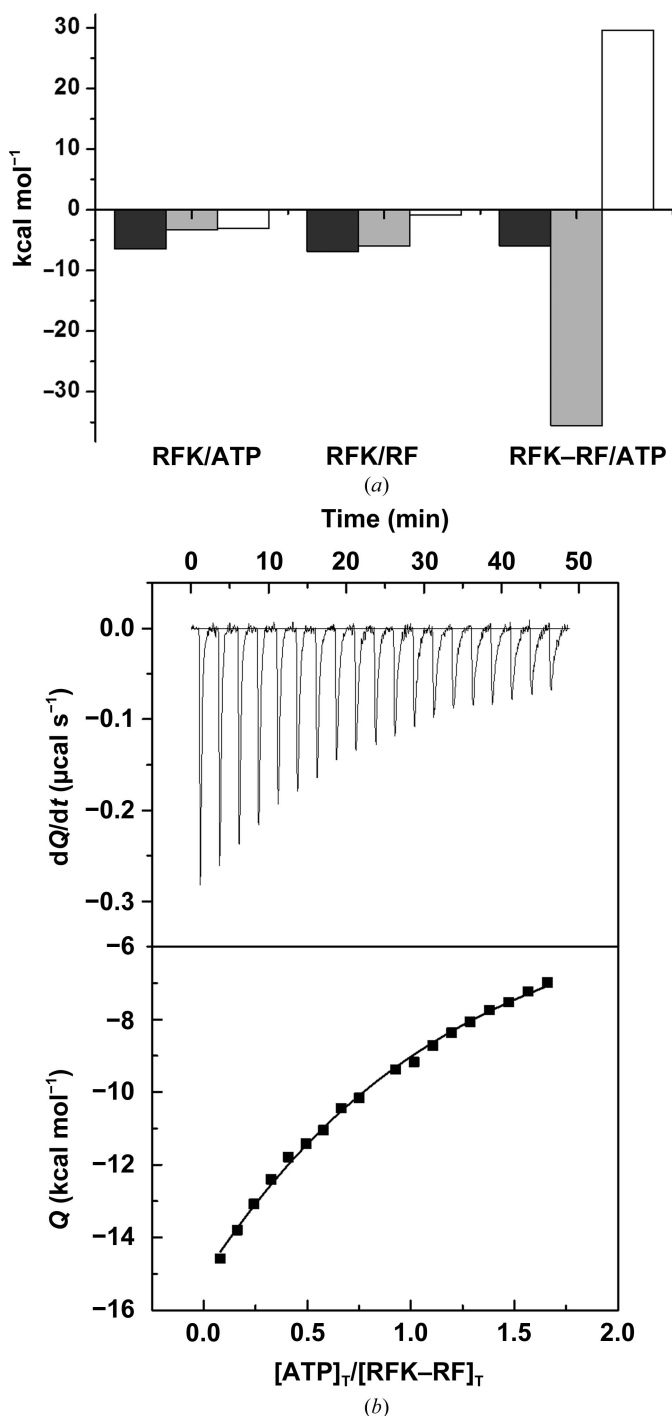 kcal mol⁻¹
30
20
10
0
−10
−20
−30
RFK/ATP RFK/RF RFK–RF/ATP
(a)
Time (min)
0 10 20 30 40 50
dQ/dt (µcal s⁻¹)
0.0
−0.1
−0.2
−0.3
−6
Q (kcal mol⁻¹)
−8
−10
−12
−14
−16
0.0 0.5 1.0 1.5 2.0
[ATP]T/[RFK–RF]T
(b)